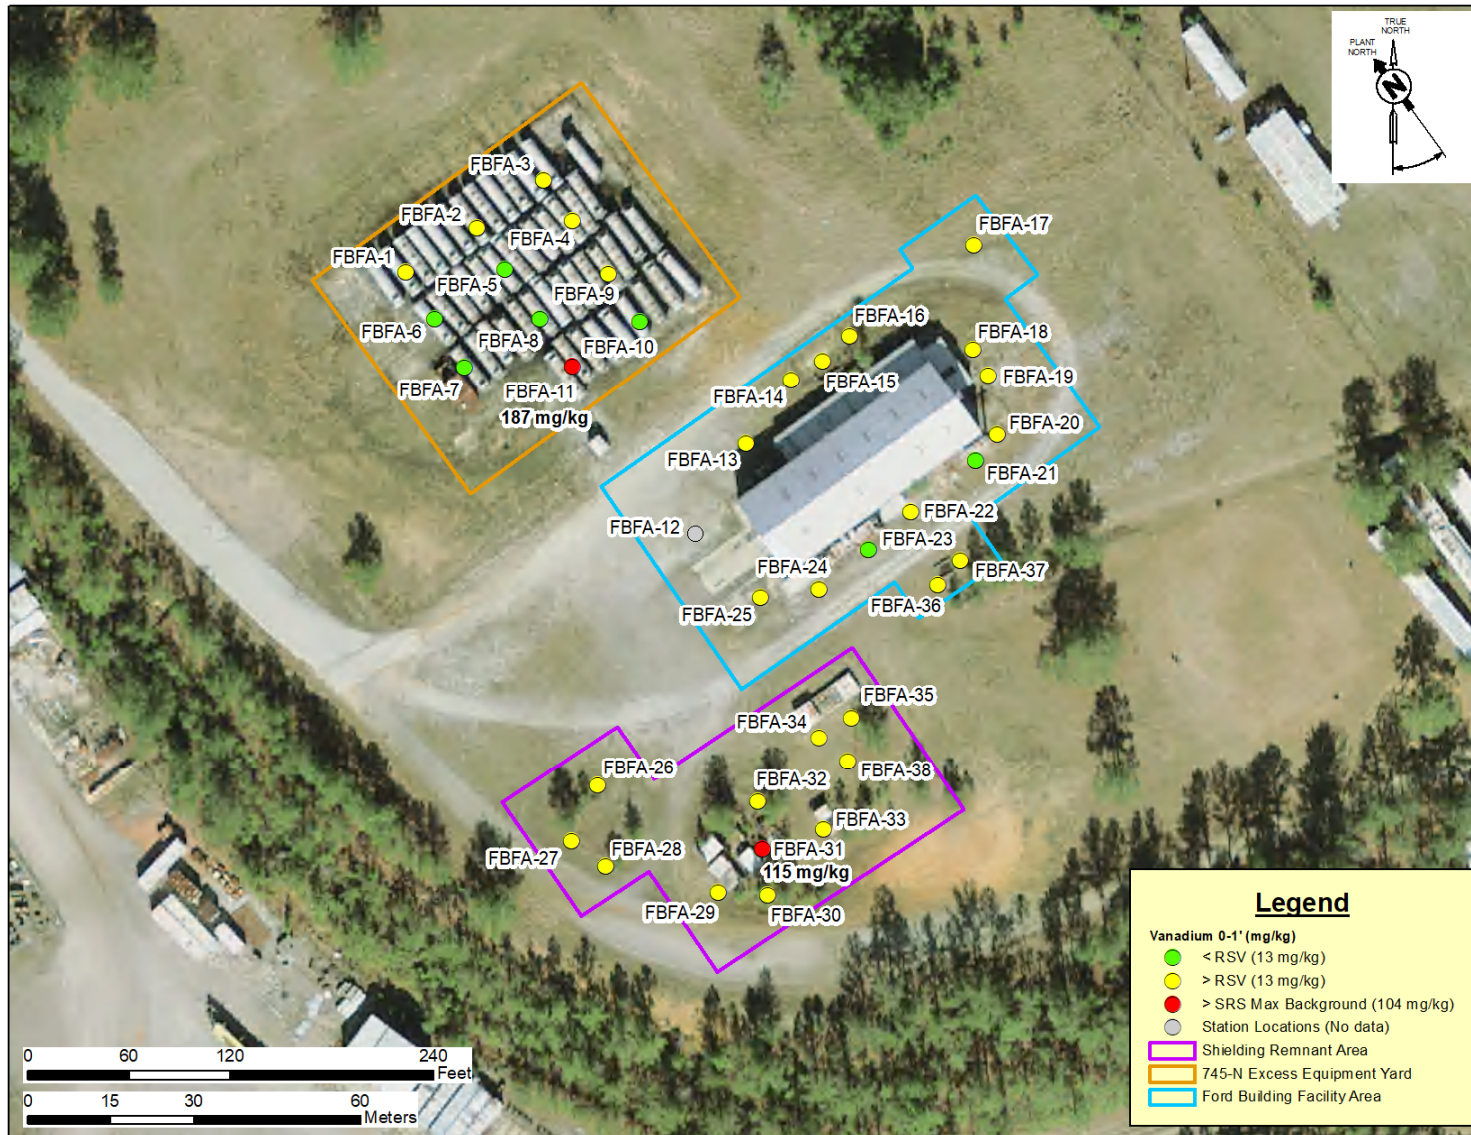 TRUE
NORTH
PLANT
NORTH
N
FBFA-3
FBFA-2
FBFA-4
FBFA-1
FBFA-5
FBFA-9
FBFA-6
FBFA-8
FBFA-10
FBFA-7
FBFA-11
187 mg/kg
FBFA-17
FBFA-16
FBFA-18
FBFA-15
FBFA-19
FBFA-14
FBFA-20
FBFA-13
FBFA-21
FBFA-22
FBFA-12
FBFA-23
FBFA-24
FBFA-37
FBFA-25
FBFA-36
FBFA-35
FBFA-34
FBFA-26
FBFA-38
FBFA-32
FBFA-33
FBFA-28
FBFA-31
FBFA-27
115 mg/kg
FBFA-29
FBFA-30
Legend
Vanadium 0-1' (mg/kg)
< RSV (13 mg/kg)
> RSV (13 mg/kg)
> SRS Max Background (104 mg/kg)
Station Locations (No data)
Shielding Remnant Area
745-N Excess Equipment Yard
Ford Building Facility Area
0 60 120 240
Feet
0 15 30 60
Meters